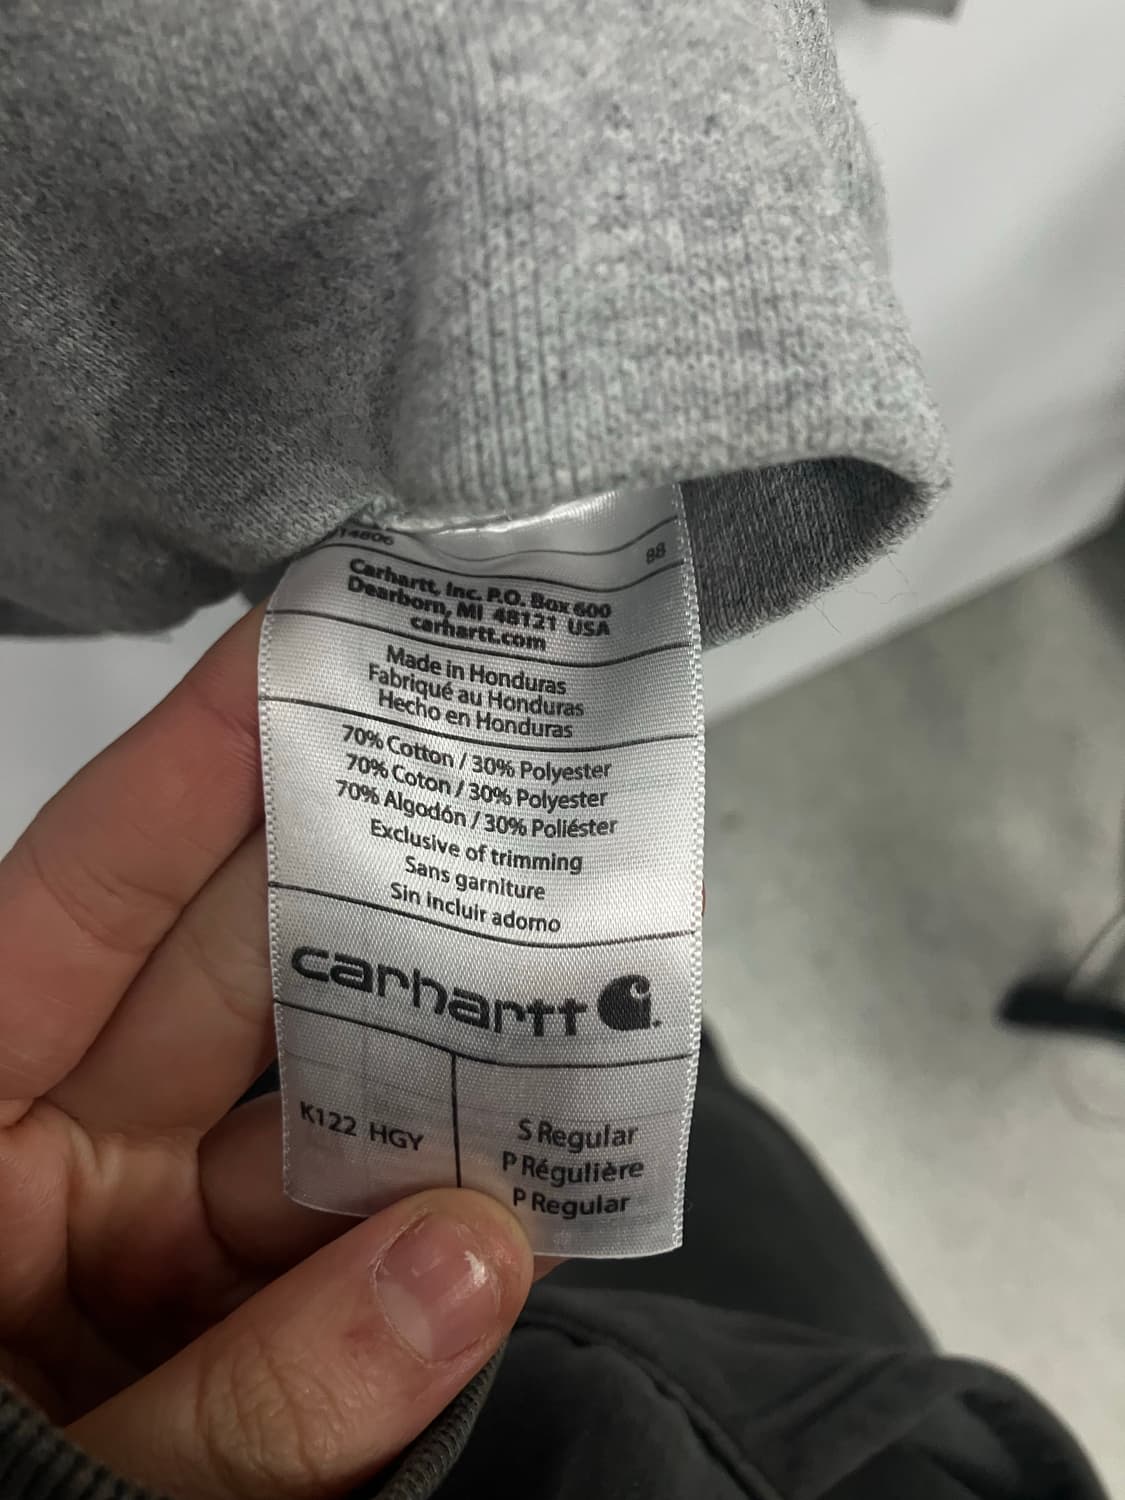 14806 88
Carhartt, Inc. P.O. Box 600
Dearborn, MI 48121 USA
carhartt.com
Made in Honduras
Fabriqué au Honduras
Hecho en Honduras
70% Cotton / 30% Polyester
70% Coton / 30% Polyester
70% Algodón / 30% Poliéster
Exclusive of trimming
Sans garniture
Sin incluir adorno
carhartt
K122 HGY
S Regular
P Régulière
P Regular